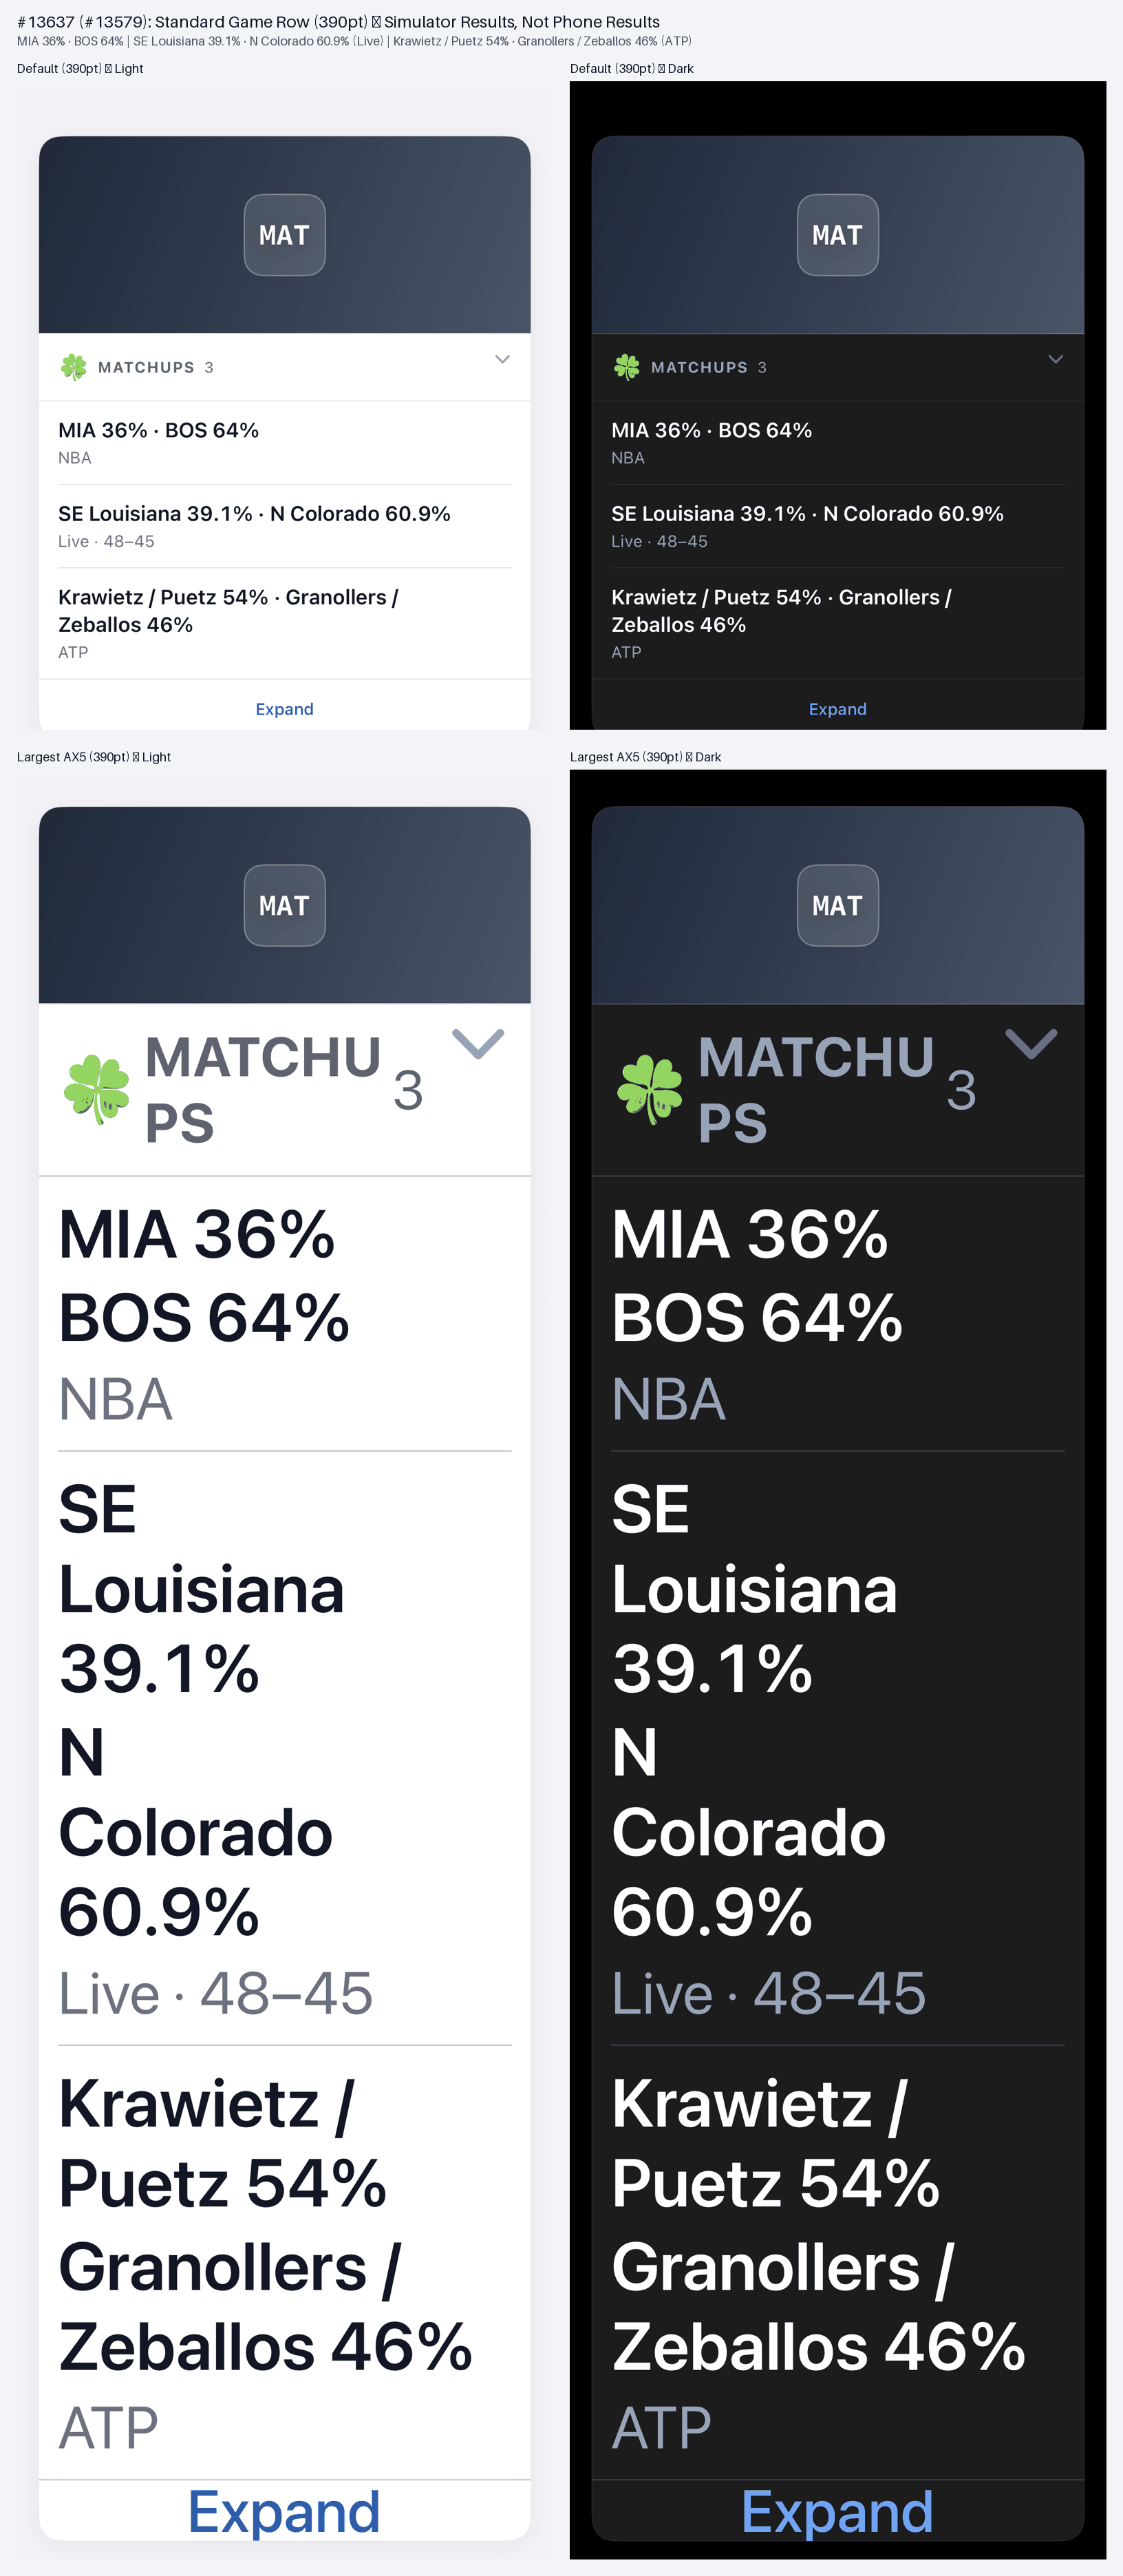 #13637 (#13579): Standard Game Row (390pt) ☒ Simulator Results, Not Phone Results
MIA 36% · BOS 64% | SE Louisiana 39.1% · N Colorado 60.9% (Live) | Krawietz / Puetz 54% · Granollers / Zeballos 46% (ATP)
Default (390pt) ☒ Light
MAT
MATCHUPS 3
MIA 36% · BOS 64%
NBA
SE Louisiana 39.1% · N Colorado 60.9%
Live · 48–45
Krawietz / Puetz 54% · Granollers /
Zeballos 46%
ATP
Expand
Default (390pt) ☒ Dark
MAT
MATCHUPS 3
MIA 36% · BOS 64%
NBA
SE Louisiana 39.1% · N Colorado 60.9%
Live · 48–45
Krawietz / Puetz 54% · Granollers /
Zeballos 46%
ATP
Expand
Largest AX5 (390pt) ☒ Light
MAT
MATCHU
PS
3
MIA 36%
BOS 64%
NBA
SE
Louisiana
39.1%
N
Colorado
60.9%
Live · 48–45
Krawietz /
Puetz 54%
Granollers /
Zeballos 46%
ATP
Expand
Largest AX5 (390pt) ☒ Dark
MAT
MATCHU
PS
3
MIA 36%
BOS 64%
NBA
SE
Louisiana
39.1%
N
Colorado
60.9%
Live · 48–45
Krawietz /
Puetz 54%
Granollers /
Zeballos 46%
ATP
Expand